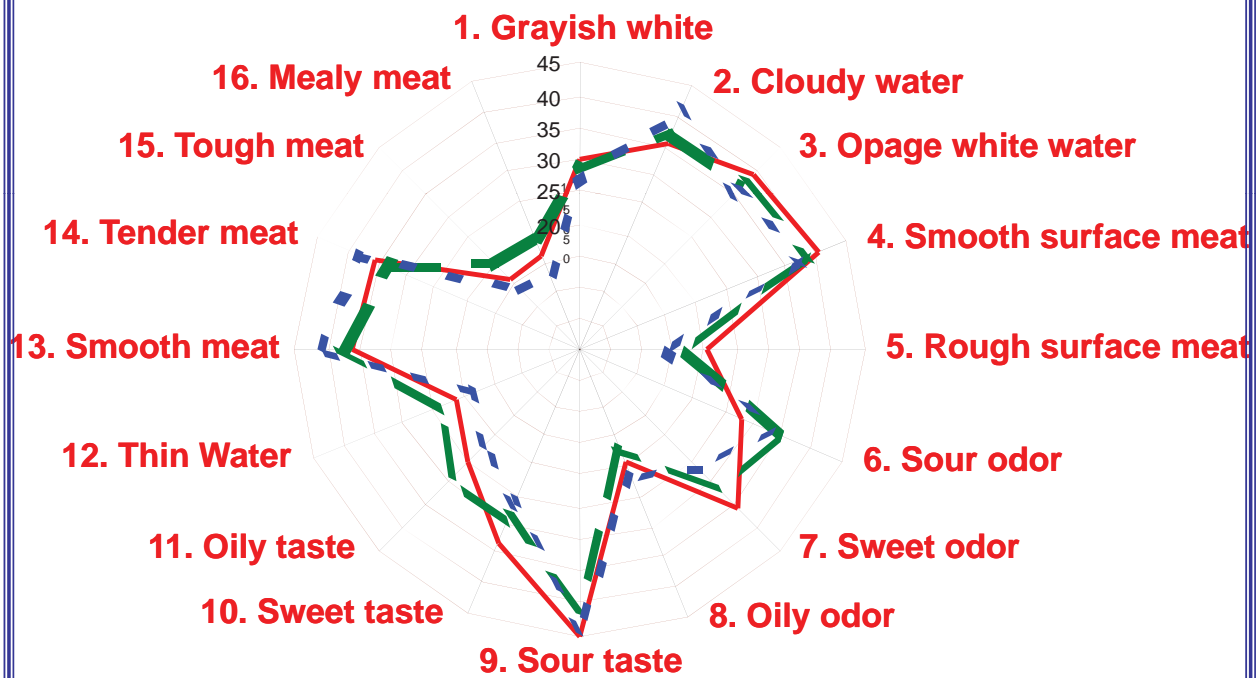 1. Grayish white
2. Cloudy water
3. Opage white water
4. Smooth surface meat
5. Rough surface meat
6. Sour odor
7. Sweet odor
8. Oily odor
9. Sour taste
10. Sweet taste
11. Oily taste
12. Thin Water
13. Smooth meat
14. Tender meat
15. Tough meat
16. Mealy meat
45
40
35
30
25
20
5
5
0